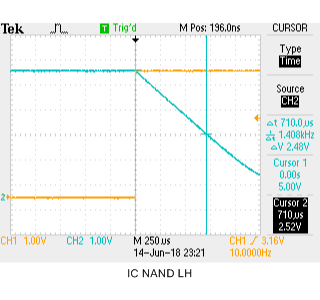 Tek T Trig'd M Pos: 196.0ns CURSOR
Type
Time
Source
CH2
Δt 710.0µs
1/Δt 1.408kHz
ΔV 2.48V
Cursor 1
0.00s
5.00V
Cursor 2
710µs
2.52V
2
CH1 1.00V CH2 1.00V M 250µs CH1 / 3.16V
14-Jun-18 23:21 10.0000Hz
IC NAND LH